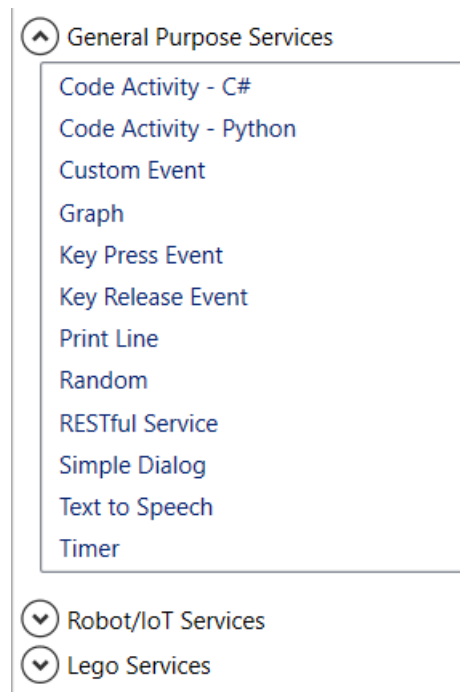 General Purpose Services
Code Activity - C#
Code Activity - Python
Custom Event
Graph
Key Press Event
Key Release Event
Print Line
Random
RESTful Service
Simple Dialog
Text to Speech
Timer
Robot/IoT Services
Lego Services